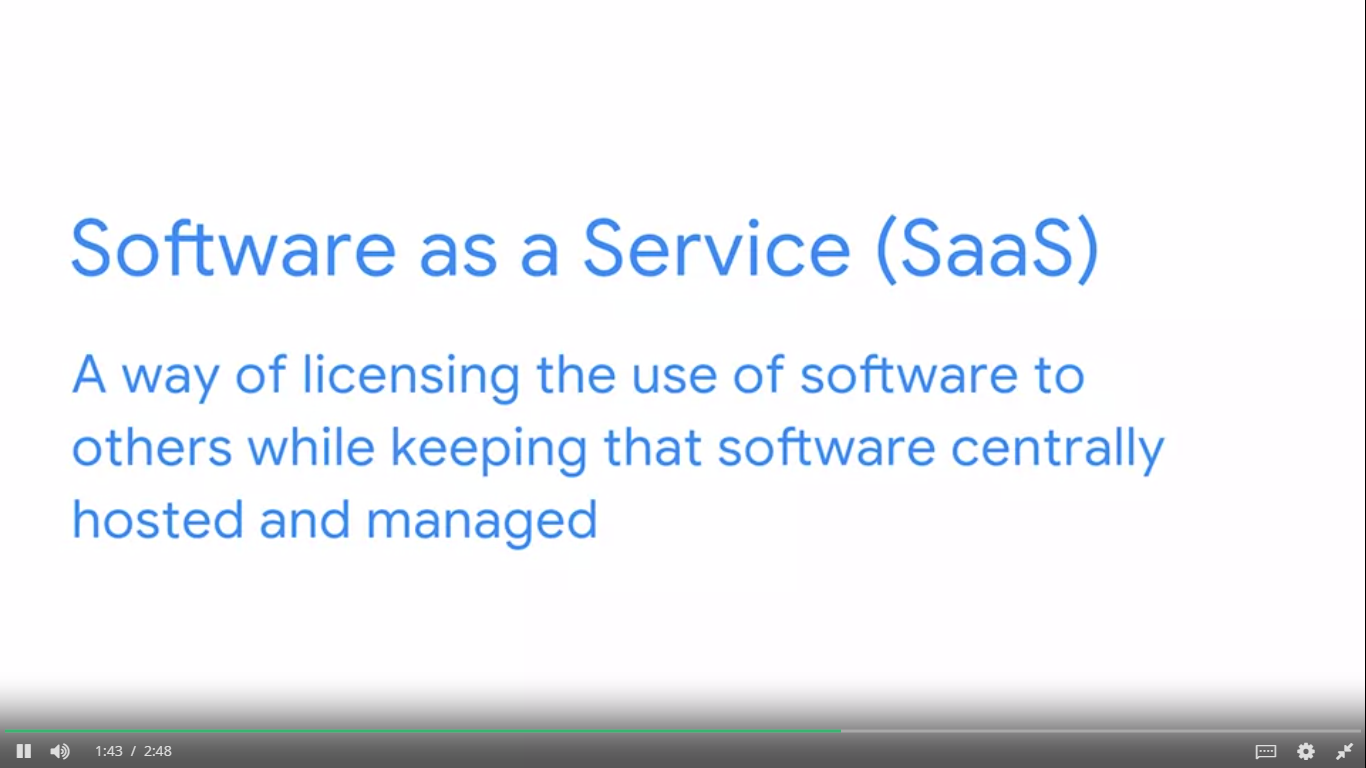 Software as a Service (SaaS)
A way of licensing the use of software to
others while keeping that software centrally
hosted and managed
1:43 / 2:48